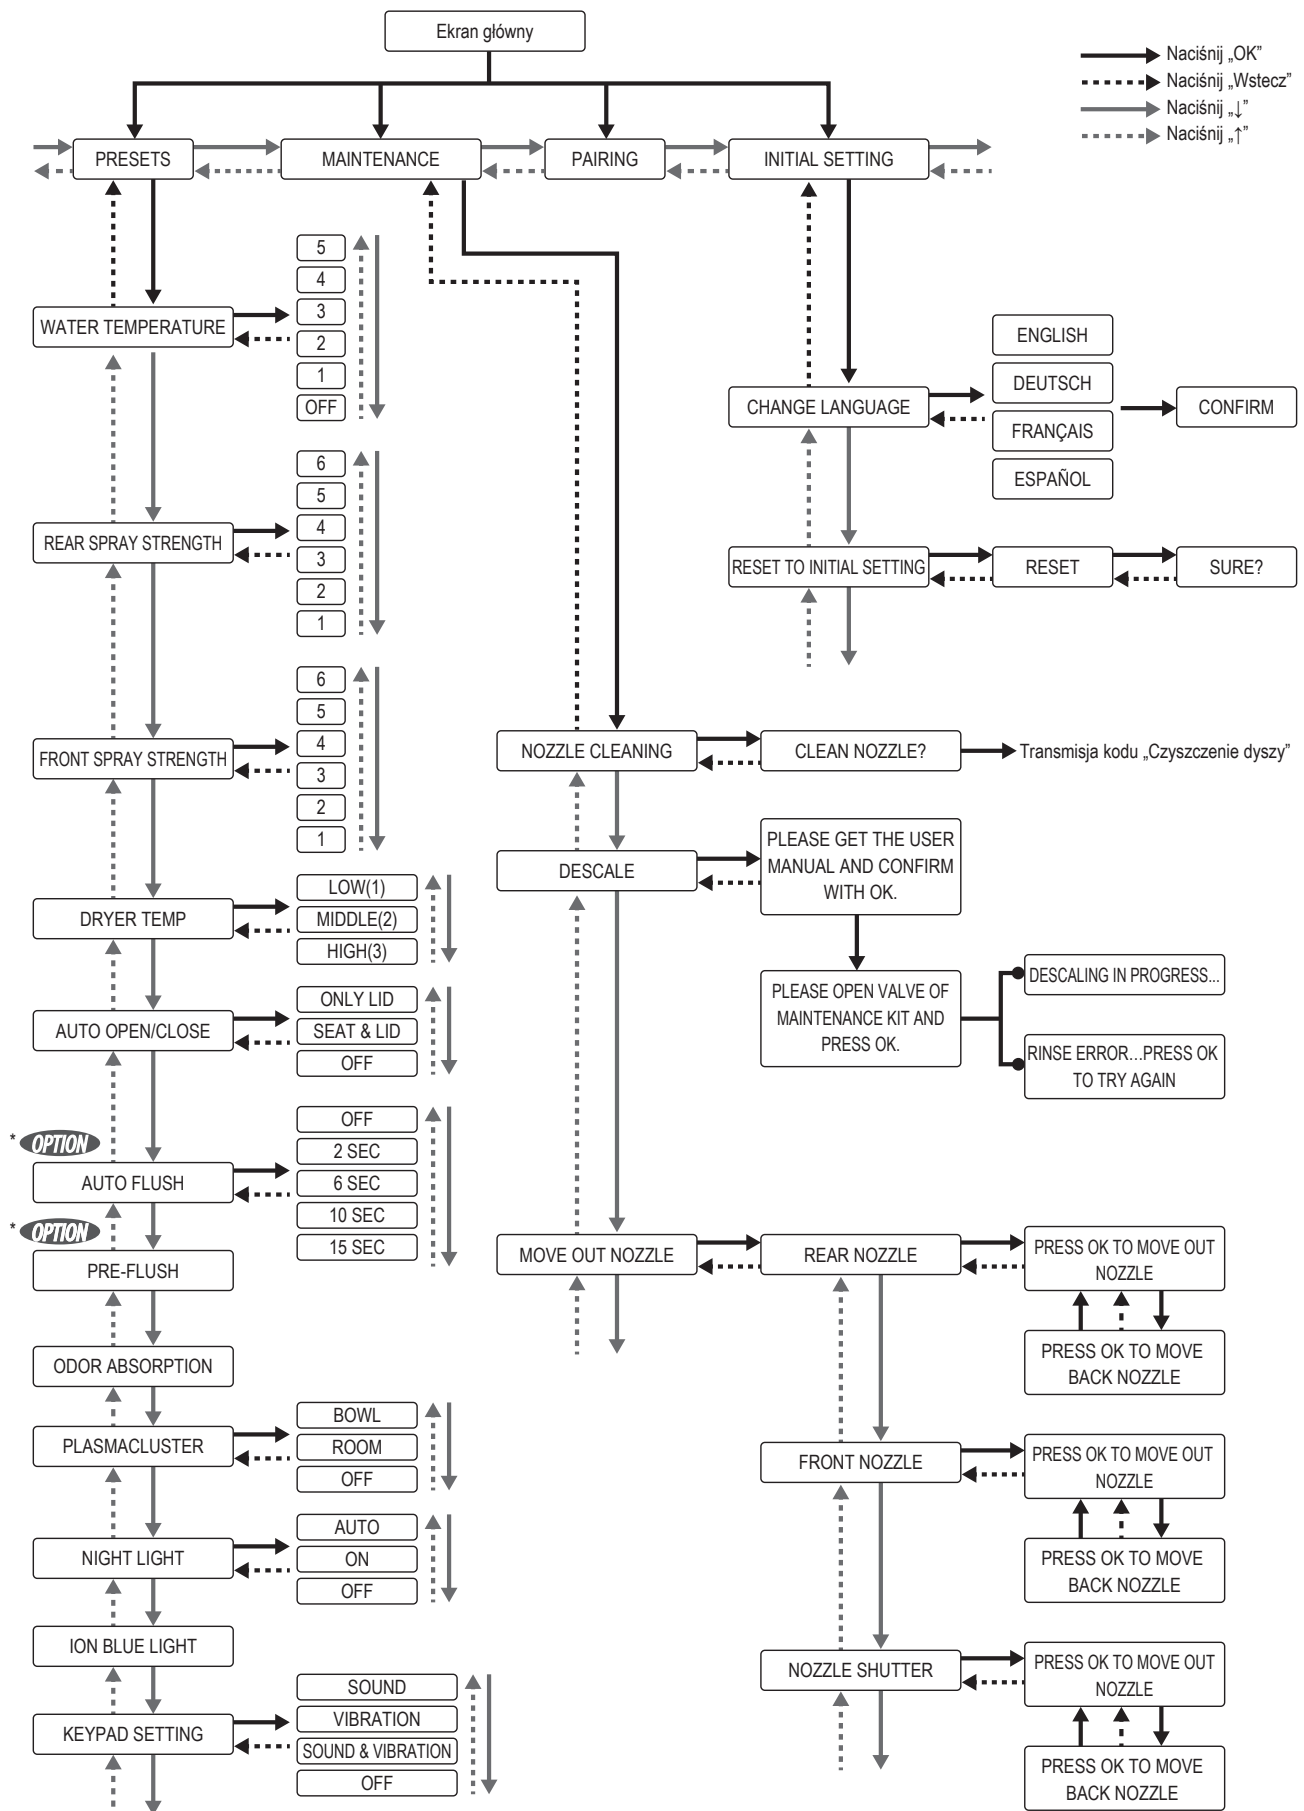 Ekran główny
Naciśnij „OK”
Naciśnij „Wstecz”
Naciśnij „↓”
Naciśnij „↑”
PRESETS
MAINTENANCE
PAIRING
INITIAL SETTING
WATER TEMPERATURE
5
4
3
2
1
OFF
REAR SPRAY STRENGTH
6
5
4
3
2
1
FRONT SPRAY STRENGTH
6
5
4
3
2
1
DRYER TEMP
LOW(1)
MIDDLE(2)
HIGH(3)
AUTO OPEN/CLOSE
ONLY LID
SEAT & LID
OFF
* OPTION
AUTO FLUSH
OFF
2 SEC
6 SEC
10 SEC
15 SEC
* OPTION
PRE-FLUSH
ODOR ABSORPTION
PLASMACLUSTER
BOWL
ROOM
OFF
NIGHT LIGHT
AUTO
ON
OFF
ION BLUE LIGHT
KEYPAD SETTING
SOUND
VIBRATION
SOUND & VIBRATION
OFF
NOZZLE CLEANING
CLEAN NOZZLE?
Transmisja kodu „Czyszczenie dyszy”
DESCALE
PLEASE GET THE USER
MANUAL AND CONFIRM
WITH OK.
PLEASE OPEN VALVE OF
MAINTENANCE KIT AND
PRESS OK.
DESCALING IN PROGRESS...
RINSE ERROR…PRESS OK
TO TRY AGAIN
MOVE OUT NOZZLE
REAR NOZZLE
PRESS OK TO MOVE OUT
NOZZLE
PRESS OK TO MOVE
BACK NOZZLE
FRONT NOZZLE
PRESS OK TO MOVE OUT
NOZZLE
PRESS OK TO MOVE
BACK NOZZLE
NOZZLE SHUTTER
PRESS OK TO MOVE OUT
NOZZLE
PRESS OK TO MOVE
BACK NOZZLE
CHANGE LANGUAGE
ENGLISH
DEUTSCH
FRANÇAIS
ESPAÑOL
CONFIRM
RESET TO INITIAL SETTING
RESET
SURE?